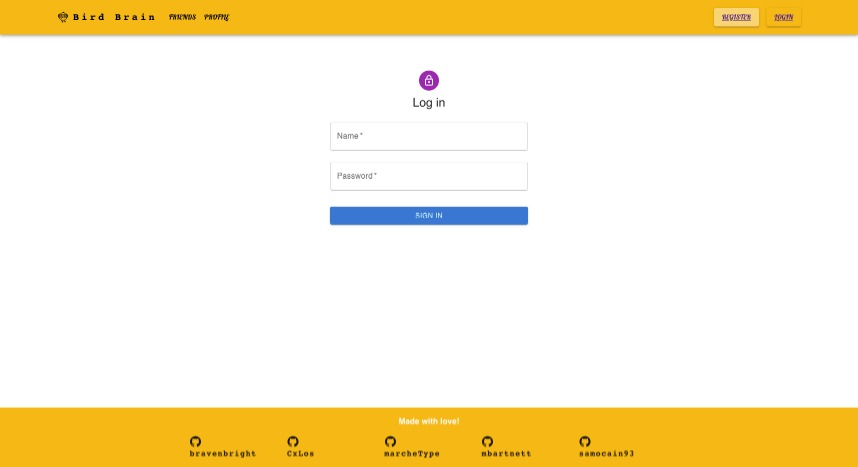 Bird Brain FRIENDS PROFILE REGISTER LOGIN
Log in
Name *
Password *
SIGN IN
Made with love!
bravenbright CxLos marcheType mbartnett samocain93